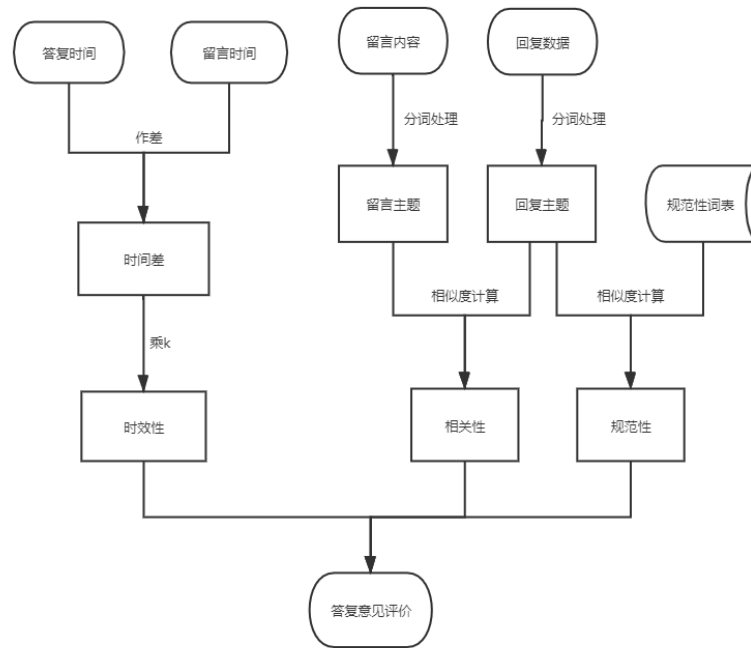 答复时间
留言时间
留言内容
回复数据
分词处理
分词处理
作差
留言主题
回复主题
规范性词表
时间差
相似度计算
相似度计算
乘k
时效性
相关性
规范性
答复意见评价